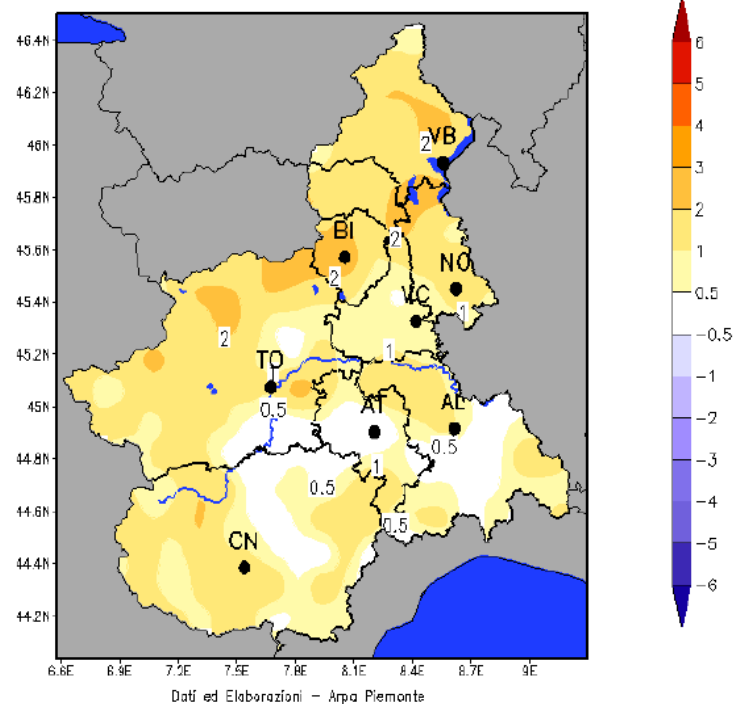 46.4N
46.2N
46N
45.8N
45.6N
45.4N
45.2N
45N
44.8N
44.6N
44.4N
44.2N
6.6E 6.9E 7.2E 7.5E 7.8E 8.1E 8.4E 8.7E 9E
2 VB
BI
2
NO
2
VC
1
2
1
TO
0.5
AT
AL
0.5
1
0.5
0.5
CN
6
5
4
3
2
1
0.5
-0.5
-1
-2
-3
-4
-5
-6
Dati ed Elaborazioni - Arpa Piemonte